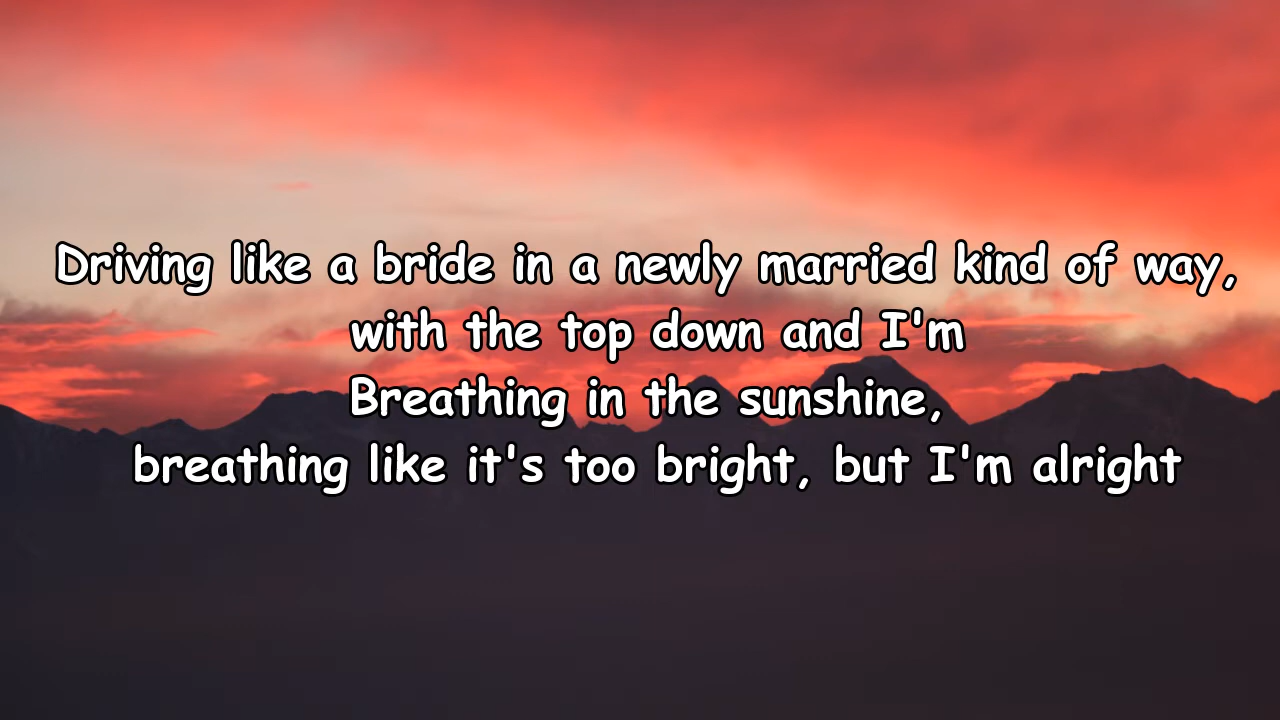 Driving like a bride in a newly married kind of way,
with the top down and I'm
Breathing in the sunshine,
breathing like it's too bright, but I'm alright